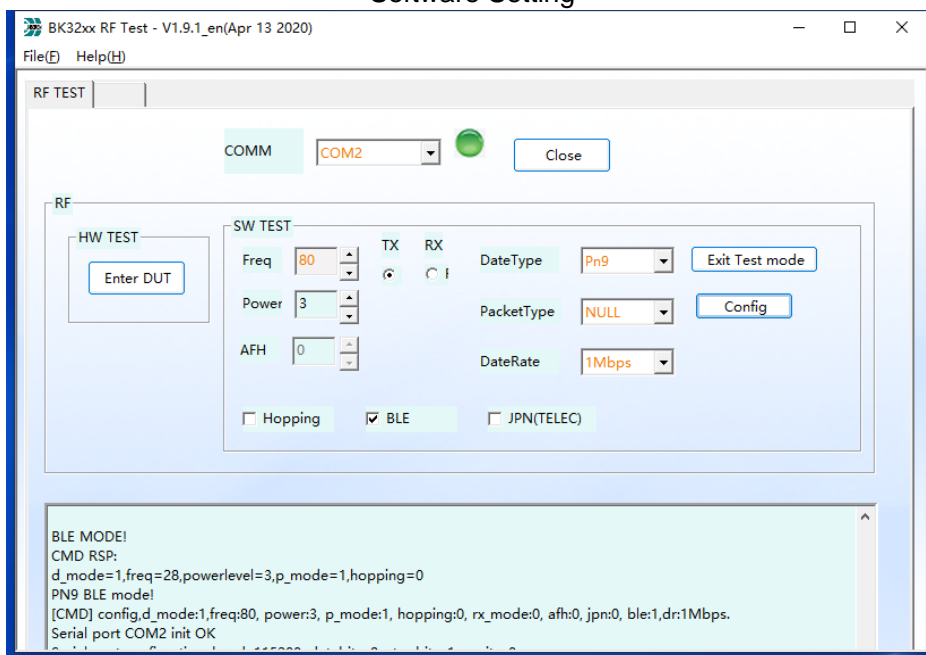 Software Setting
BK32xx RF Test - V1.9.1_en(Apr 13 2020)
File(F) Help(H)
RF TEST
COMM COM2 Close
RF
HW TEST
Enter DUT
SW TEST
TX RX
Freq 80 DateType Pn9 Exit Test mode
Power 3 PacketType NULL Config
AFH 0 DateRate 1Mbps
Hopping BLE JPN(TELEC)
BLE MODE!
CMD RSP:
d_mode=1,freq=28,powerlevel=3,p_mode=1,hopping=0
PN9 BLE mode!
[CMD] config,d_mode:1,freq:80, power:3, p_mode:1, hopping:0, rx_mode:0, afh:0, jpn:0, ble:1,dr:1Mbps.
Serial port COM2 init OK